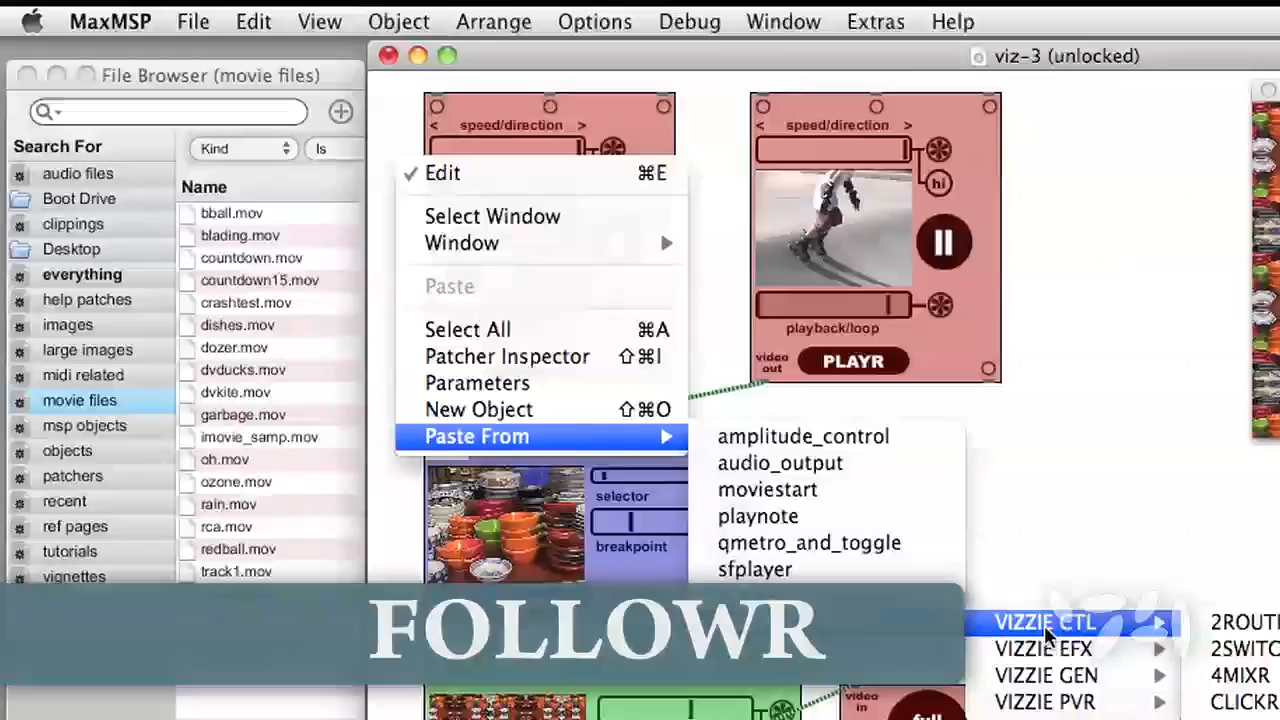 MaxMSP File Edit View Object Arrange Options Debug Window Extras Help
File Browser (movie files)
viz-3 (unlocked)
Search For
audio files
Boot Drive
clippings
Desktop
everything
help patches
images
large images
midi related
movie files
msp objects
objects
patchers
recent
ref pages
tutorials
vignettes
Kind Is
Name
bball.mov
blading.mov
countdown.mov
countdown15.mov
crashtest.mov
dishes.mov
dozer.mov
dvducks.mov
dvkite.mov
garbage.mov
imovie_samp.mov
oh.mov
ozone.mov
rain.mov
rca.mov
redball.mov
track1.mov
< speed/direction >
Edit ⌘E
Select Window
Window
Paste
Select All ⌘A
Patcher Inspector ⇧⌘I
Parameters
New Object ⇧⌘O
Paste From
selector
breakpoint
< speed/direction >
hi
playback/loop
video out PLAYR
amplitude_control
audio_output
moviestart
playnote
qmetro_and_toggle
sfplayer
FOLLOWR
VIZZIE CTL
VIZZIE EFX
VIZZIE GEN
VIZZIE PVR
2ROUT
2SWITC
4MIXR
CLICKR
video in
full